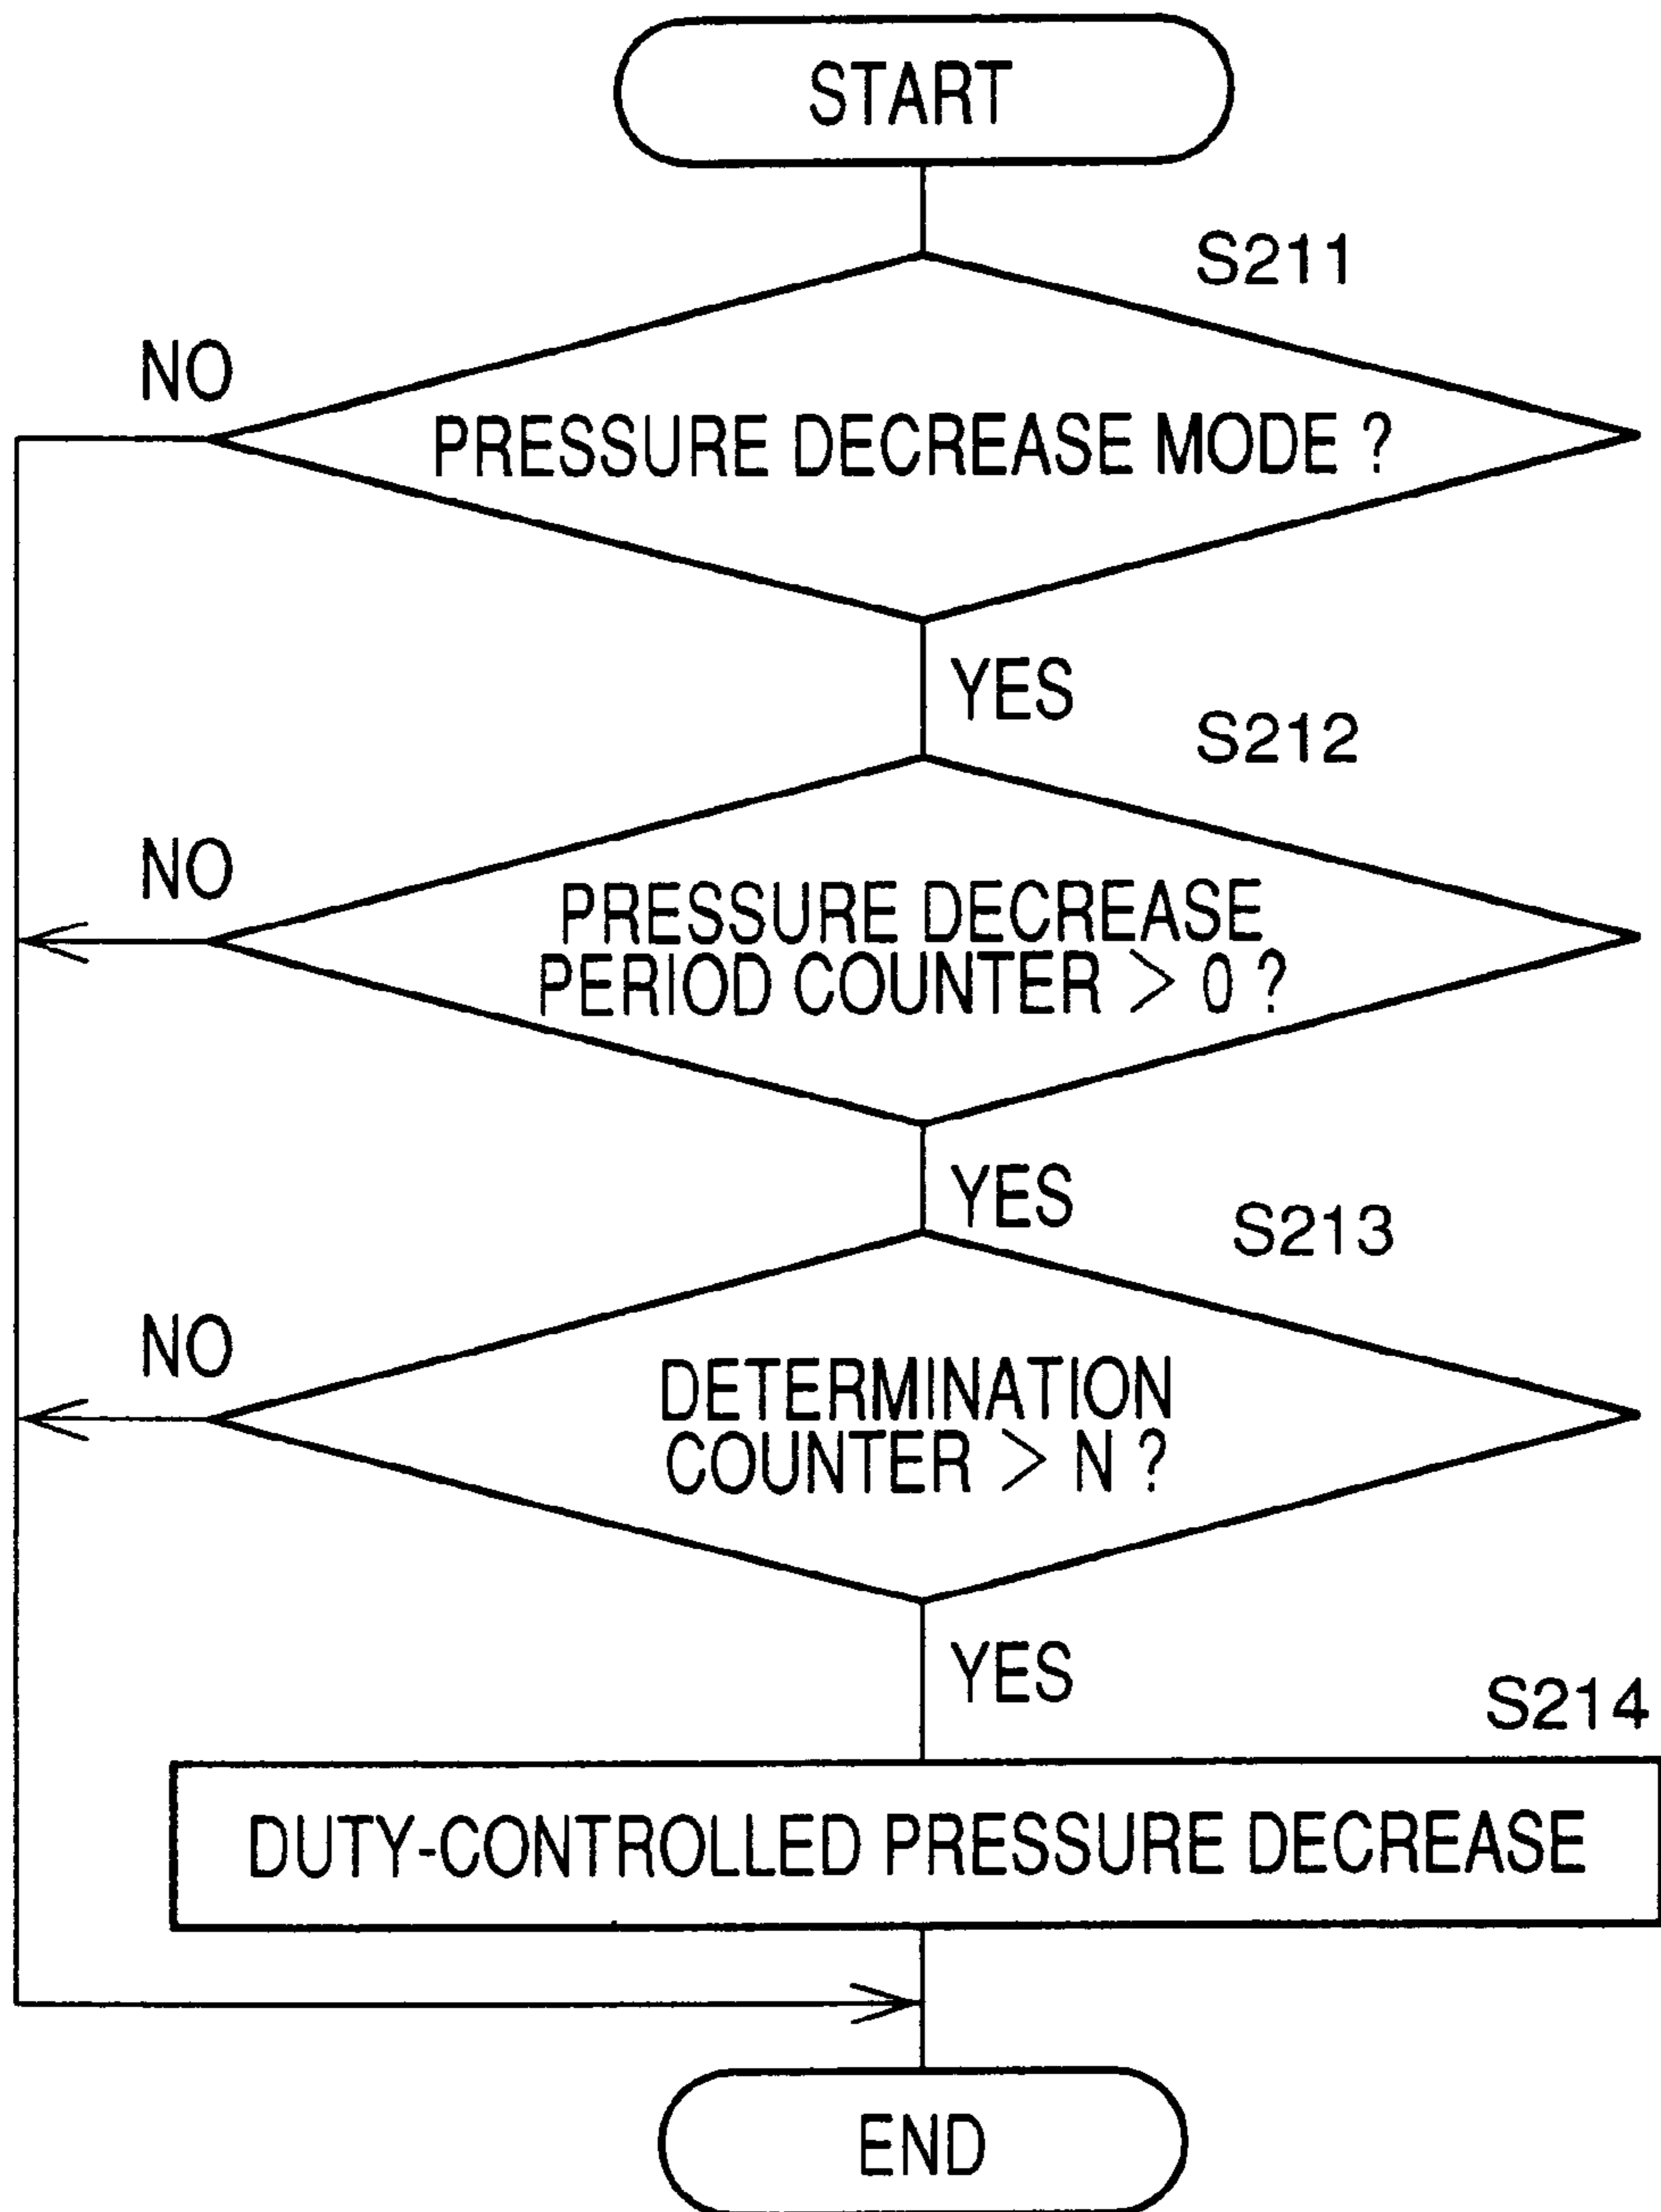 START
S211
NO
PRESSURE DECREASE MODE ?
YES
S212
NO
PRESSURE DECREASE
PERIOD COUNTER > 0 ?
YES
S213
NO
DETERMINATION
COUNTER > N ?
YES
S214
DUTY-CONTROLLED PRESSURE DECREASE
END